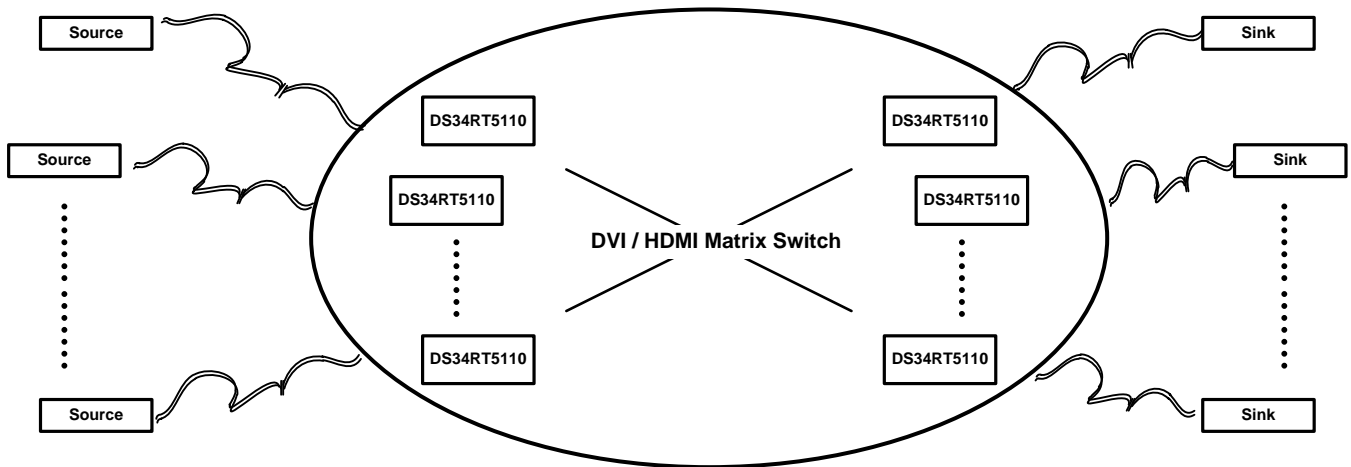 Source
Sink
DS34RT5110
DS34RT5110
Source
Sink
DS34RT5110
DS34RT5110
DVI / HDMI Matrix Switch
DS34RT5110
DS34RT5110
Source
Sink